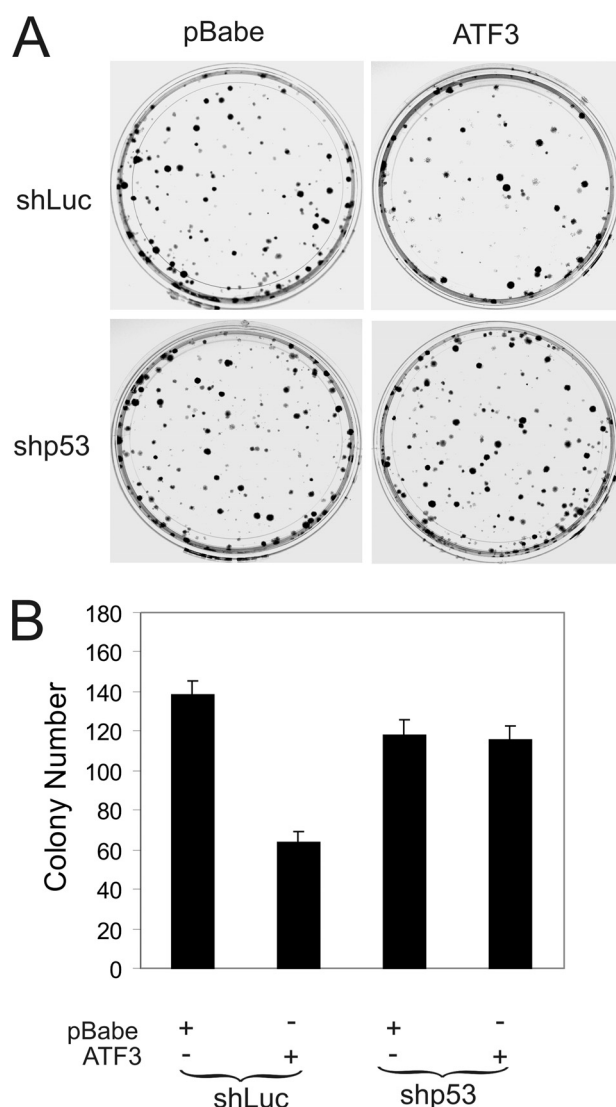 A
pBabe ATF3
shLuc
shp53
B
Colony Number
180
160
140
120
100
80
60
40
20
0
pBabe + - + -
ATF3 - + - +
shLuc shp53